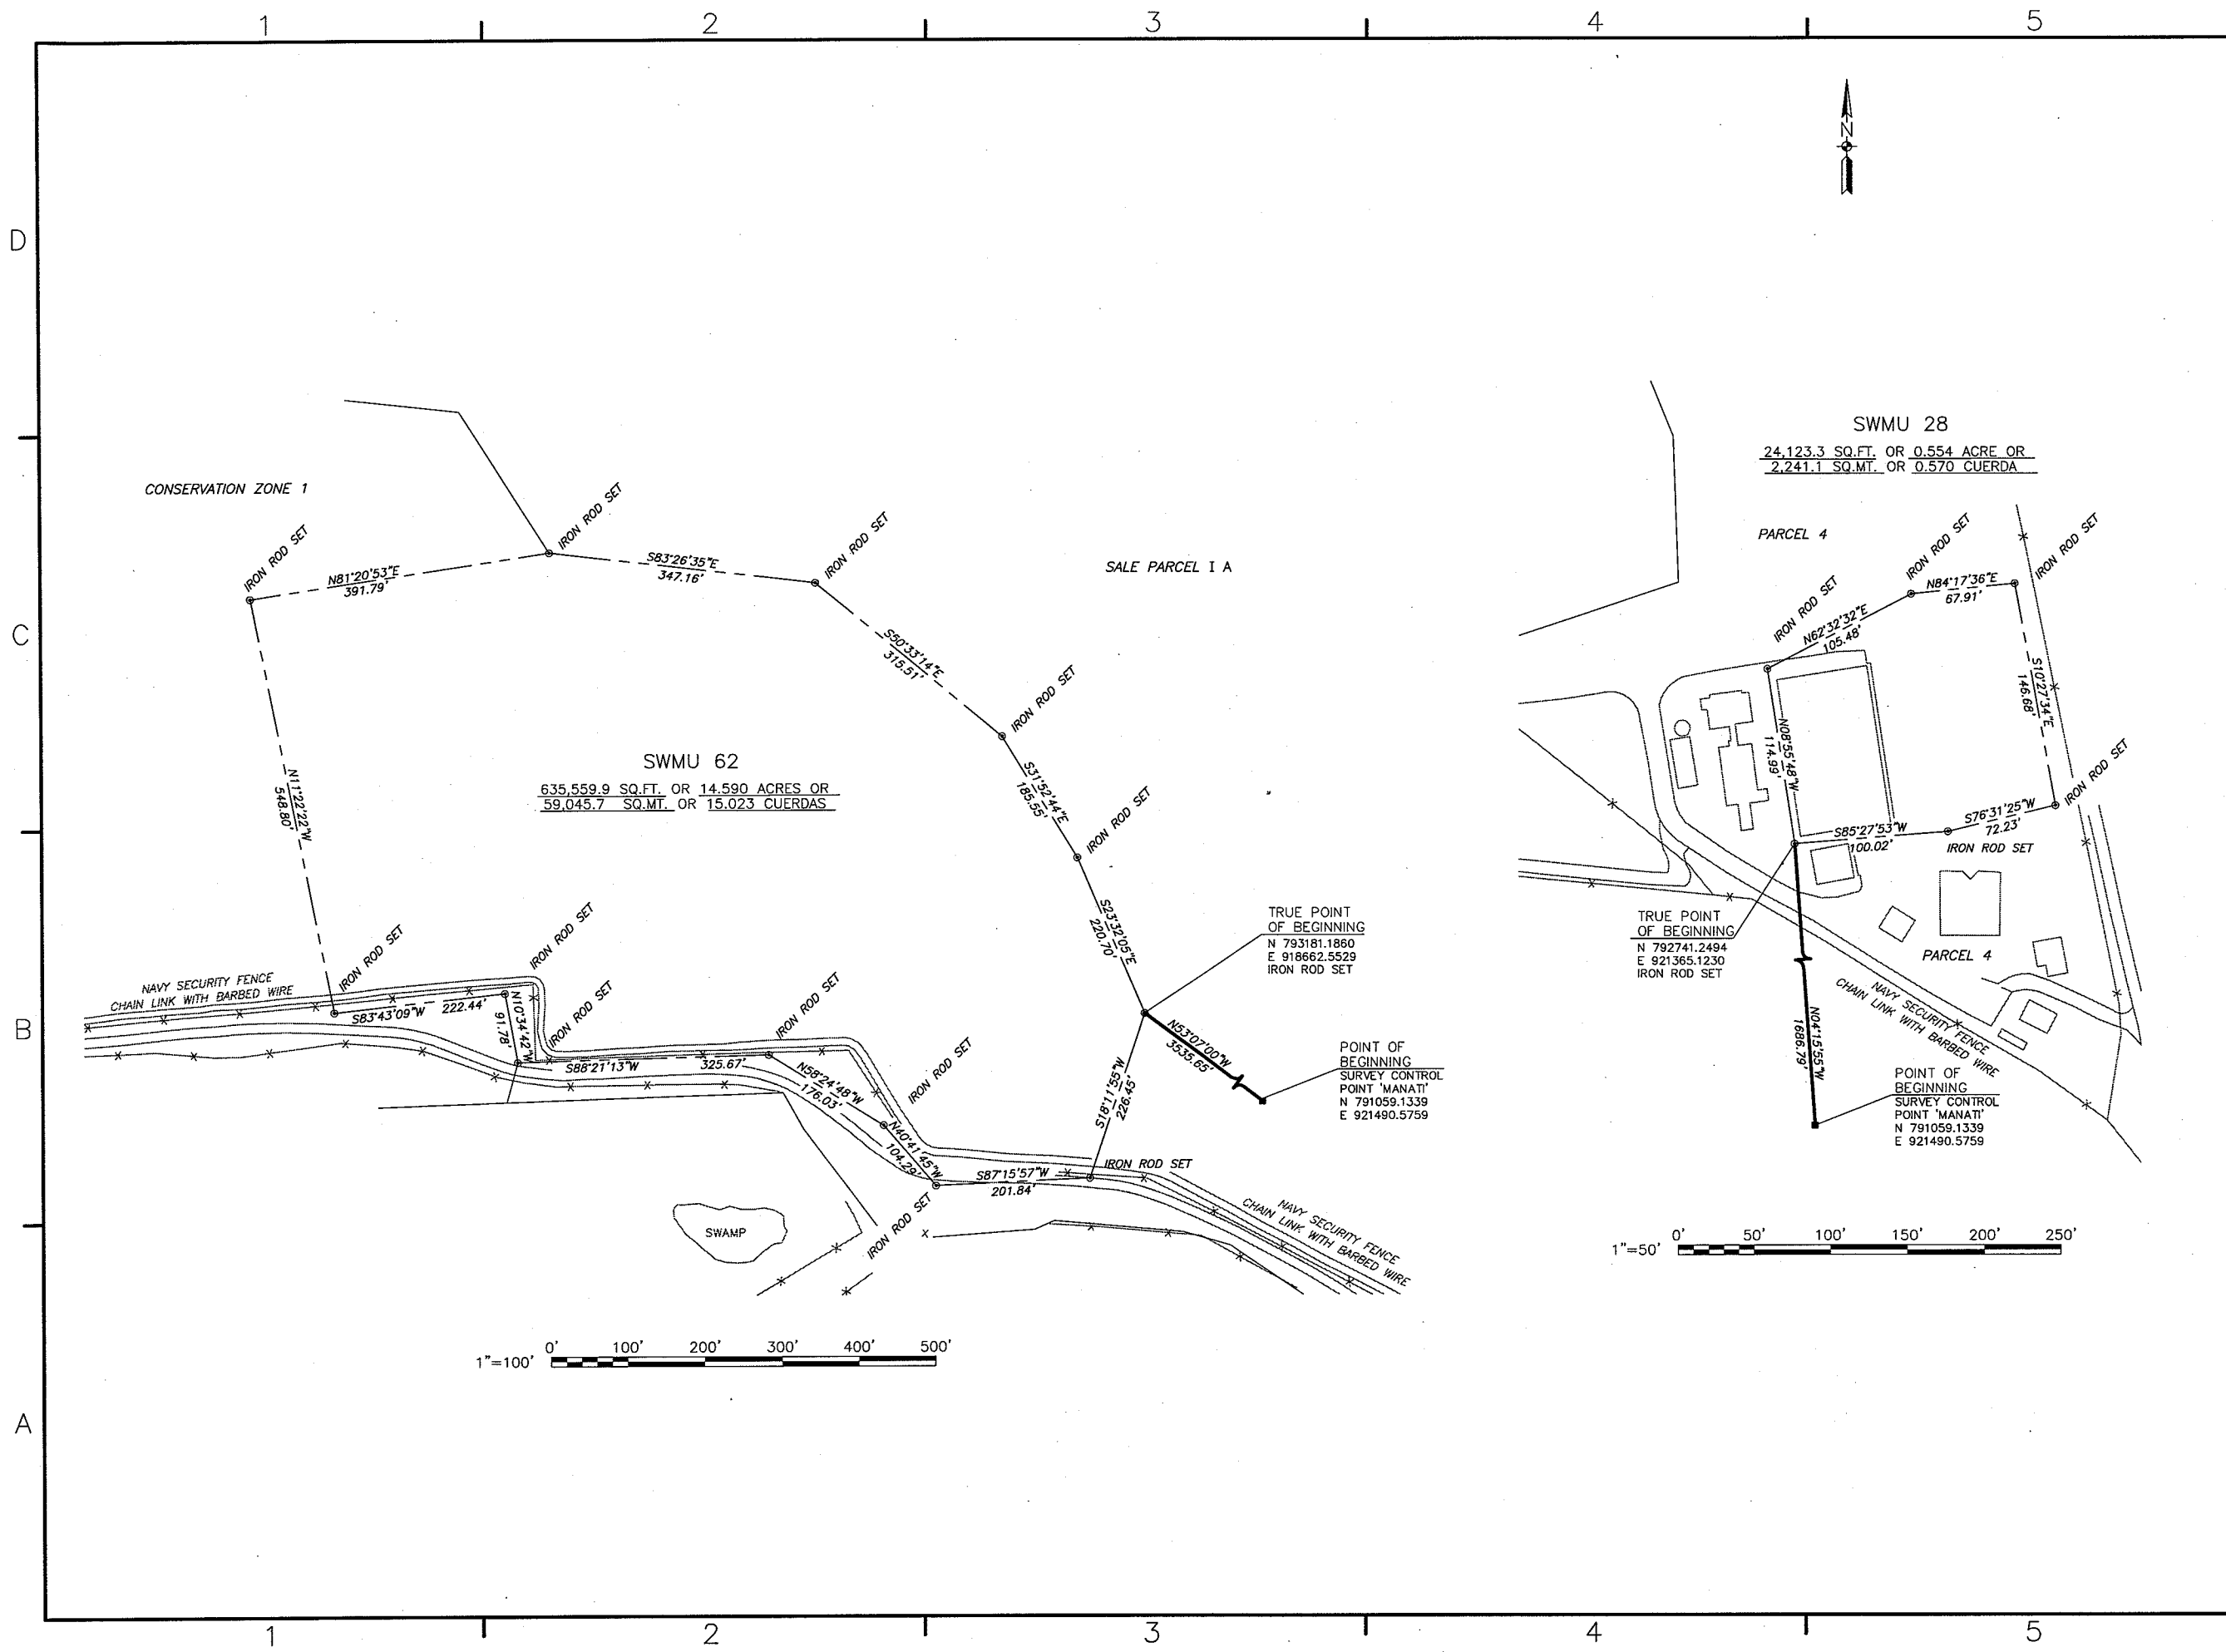 1
2
3
4
5
N
D
C
B
A
CONSERVATION ZONE 1
IRON ROD SET
N81°20'53"E
391.79'
IRON ROD SET
S83°26'35"E
347.16'
IRON ROD SET
SALE PARCEL I A
S50°33'14"E
315.51'
IRON ROD SET
S31°52'44"E
185.55'
IRON ROD SET
S23°32'05"E
220.70'
N11°22'22"W
548.80'
SWMU 62
635,559.9 SQ.FT. OR 14.590 ACRES OR
59,045.7 SQ.MT. OR 15.023 CUERDAS
TRUE POINT
OF BEGINNING
N 793181.1860
E 918662.5529
IRON ROD SET
NAVY SECURITY FENCE
CHAIN LINK WITH BARBED WIRE
IRON ROD SET
S83°43'09"W 222.44'
IRON ROD SET
N10°34'42"W
91.78'
IRON ROD SET
S88°21'13"W 325.67'
IRON ROD SET
N58°24'48"W
176.03'
IRON ROD SET
N40°41'45"W
104.29'
IRON ROD SET
S87°15'57"W
201.84'
IRON ROD SET
S18°11'55"W
226.45'
N53°07'00"W
3535.65'
POINT OF
BEGINNING
SURVEY CONTROL
POINT 'MANATI'
N 791059.1339
E 921490.5759
NAVY SECURITY FENCE
CHAIN LINK WITH BARBED WIRE
SWAMP
1"=100'
0' 100' 200' 300' 400' 500'
SWMU 28
24,123.3 SQ.FT. OR 0.554 ACRE OR
2,241.1 SQ.MT. OR 0.570 CUERDA
PARCEL 4
IRON ROD SET
N62°32'32"E
105.48'
IRON ROD SET
N84°17'36"E
67.91'
IRON ROD SET
S10°27'34"E
146.68'
IRON ROD SET
N08°55'48"W
114.99'
S85°27'53"W
100.02'
S76°31'25"W
72.23'
IRON ROD SET
TRUE POINT
OF BEGINNING
N 792741.2494
E 921365.1230
IRON ROD SET
PARCEL 4
NAVY SECURITY FENCE
CHAIN LINK WITH BARBED WIRE
N04°15'55"W
1686.79'
POINT OF
BEGINNING
SURVEY CONTROL
POINT 'MANATI'
N 791059.1339
E 921490.5759
1"=50'
0' 50' 100' 150' 200' 250'
1
2
3
4
5